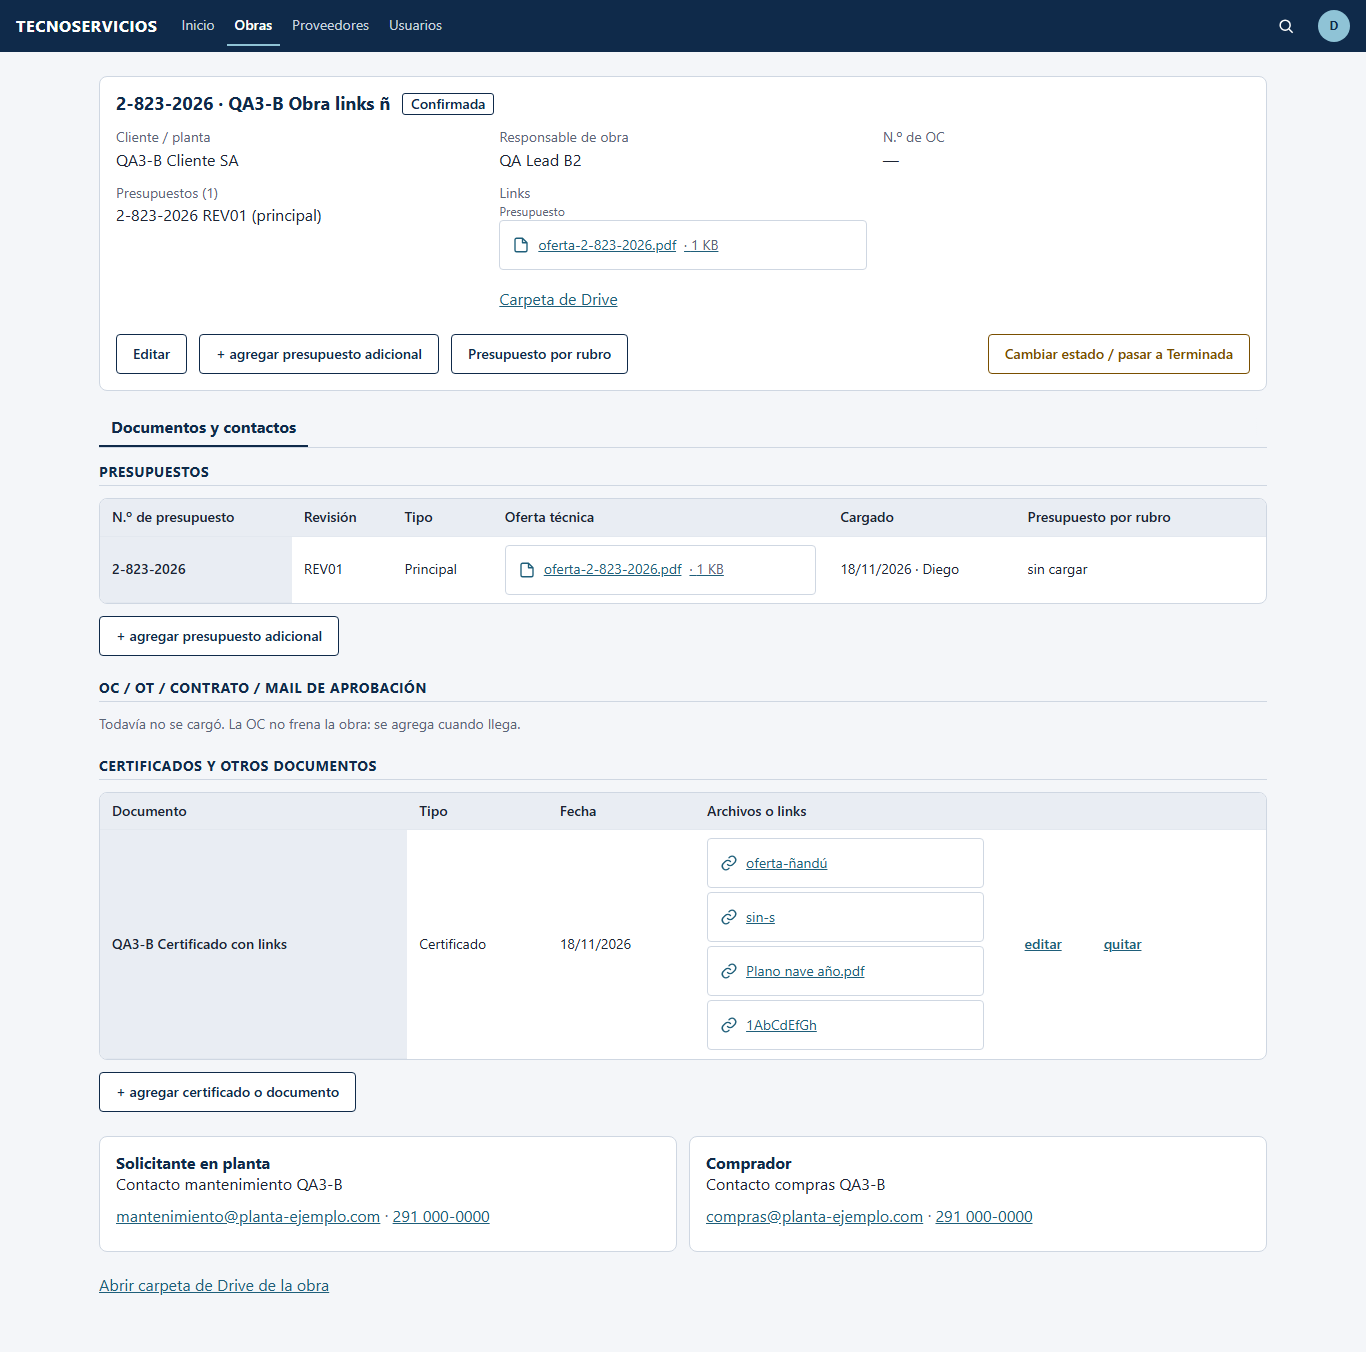 TECNOSERVICIOS Inicio Obras Proveedores Usuarios D
2-823-2026 · QA3-B Obra links ñ Confirmada
Cliente / planta Responsable de obra N.º de OC
QA3-B Cliente SA QA Lead B2 —
Presupuestos (1) Links
Presupuesto
2-823-2026 REV01 (principal)
oferta-2-823-2026.pdf · 1 KB
Carpeta de Drive
Editar + agregar presupuesto adicional Presupuesto por rubro Cambiar estado / pasar a Terminada
Documentos y contactos
PRESUPUESTOS
N.º de presupuesto Revisión Tipo Oferta técnica Cargado Presupuesto por rubro
2-823-2026 REV01 Principal oferta-2-823-2026.pdf · 1 KB 18/11/2026 · Diego sin cargar
+ agregar presupuesto adicional
OC / OT / CONTRATO / MAIL DE APROBACIÓN
Todavía no se cargó. La OC no frena la obra: se agrega cuando llega.
CERTIFICADOS Y OTROS DOCUMENTOS
Documento Tipo Fecha Archivos o links
oferta-ñandú
sin-s
QA3-B Certificado con links Certificado 18/11/2026 editar quitar
Plano nave año.pdf
1AbCdEfGh
+ agregar certificado o documento
Solicitante en planta
Contacto mantenimiento QA3-B
mantenimiento@planta-ejemplo.com · 291 000-0000
Comprador
Contacto compras QA3-B
compras@planta-ejemplo.com · 291 000-0000
Abrir carpeta de Drive de la obra